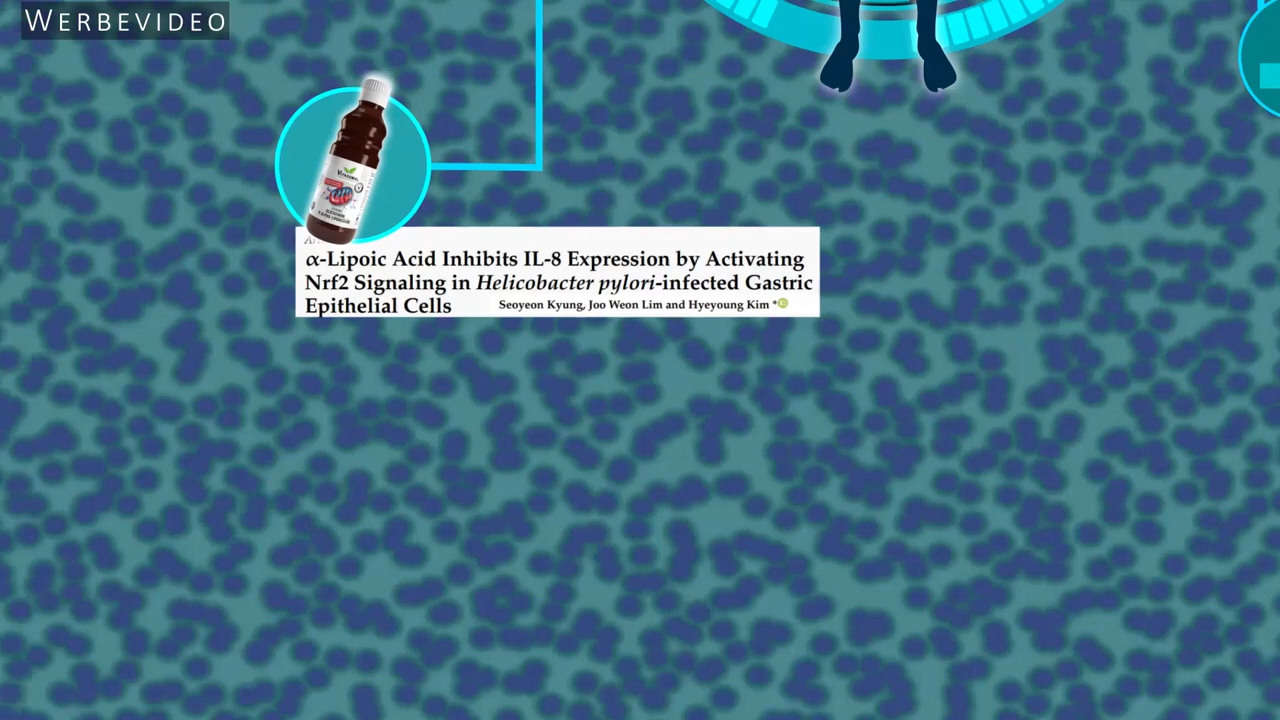 WERBEVIDEO
α-Lipoic Acid Inhibits IL-8 Expression by Activating
Nrf2 Signaling in Helicobacter pylori-infected Gastric
Epithelial Cells
Seoyeon Kyung, Joo Weon Lim and Hyeyoung Kim *